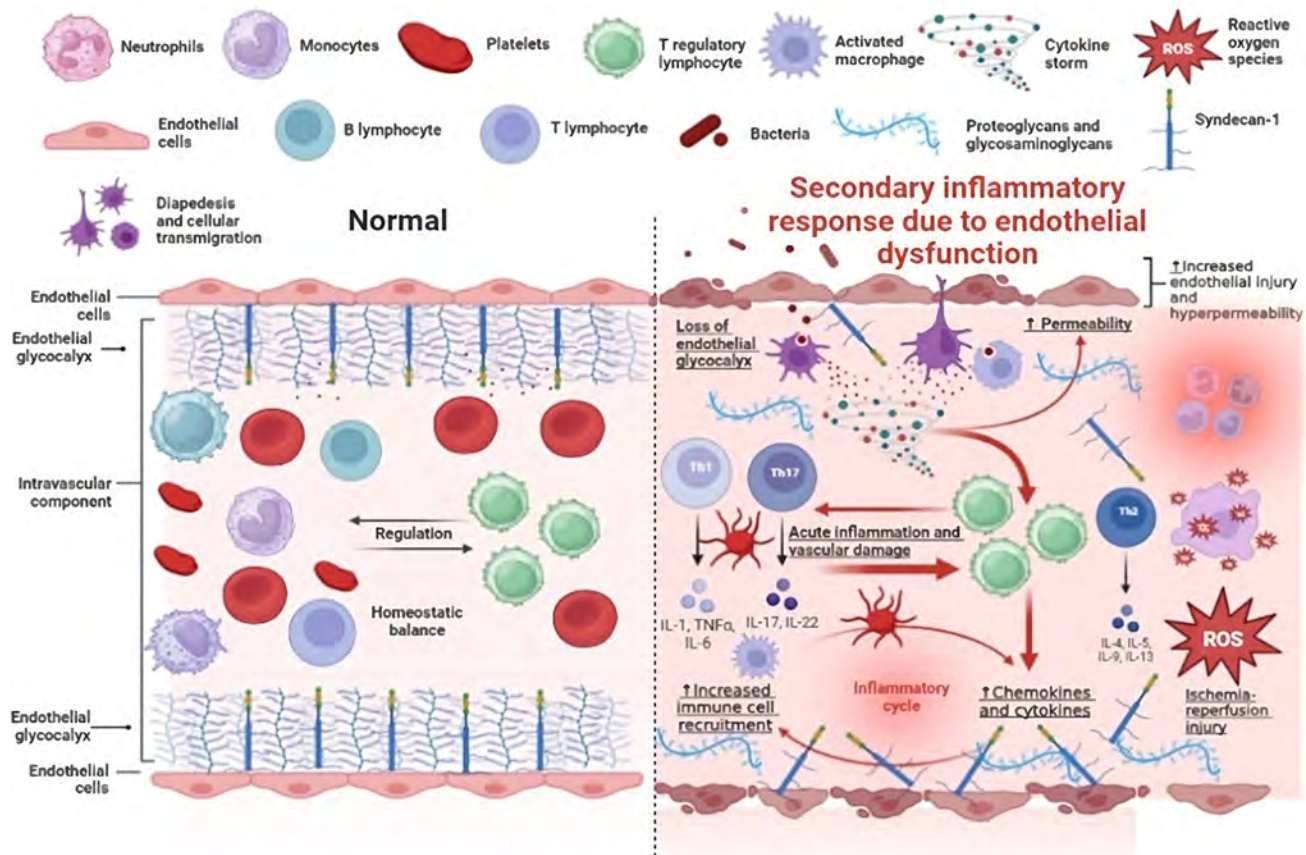 Neutrophils
Monocytes
Platelets
T regulatory
lymphocyte
Activated
macrophage
Cytokine
storm
ROS
Reactive
oxygen
species
Endothelial
cells
B lymphocyte
T lymphocyte
Bacteria
Proteoglycans and
glycosaminoglycans
Syndecan-1
Diapedesis
and cellular
transmigration
Normal
Secondary inflammatory
response due to endothelial
dysfunction
Endothelial
cells
Endothelial
glycocalyx
Intravascular
component
Regulation
Homeostatic
balance
Endothelial
glycocalyx
Endothelial
cells
↑Increased
endothelial injury
and
hyperpermeability
Loss of
endothelial
glycocalyx
↑ Permeability
Th1
Th17
Th2
Acute inflammation and
vascular damage
IL-1, TNFα,
IL-6
IL-17, IL-22
IL-4, IL-5,
IL-9, IL-13
ROS
↑Increased
immune cell
recruitment
Inflammatory
cycle
↑Chemokines
and cytokines
Ischemia-
reperfusion
injury